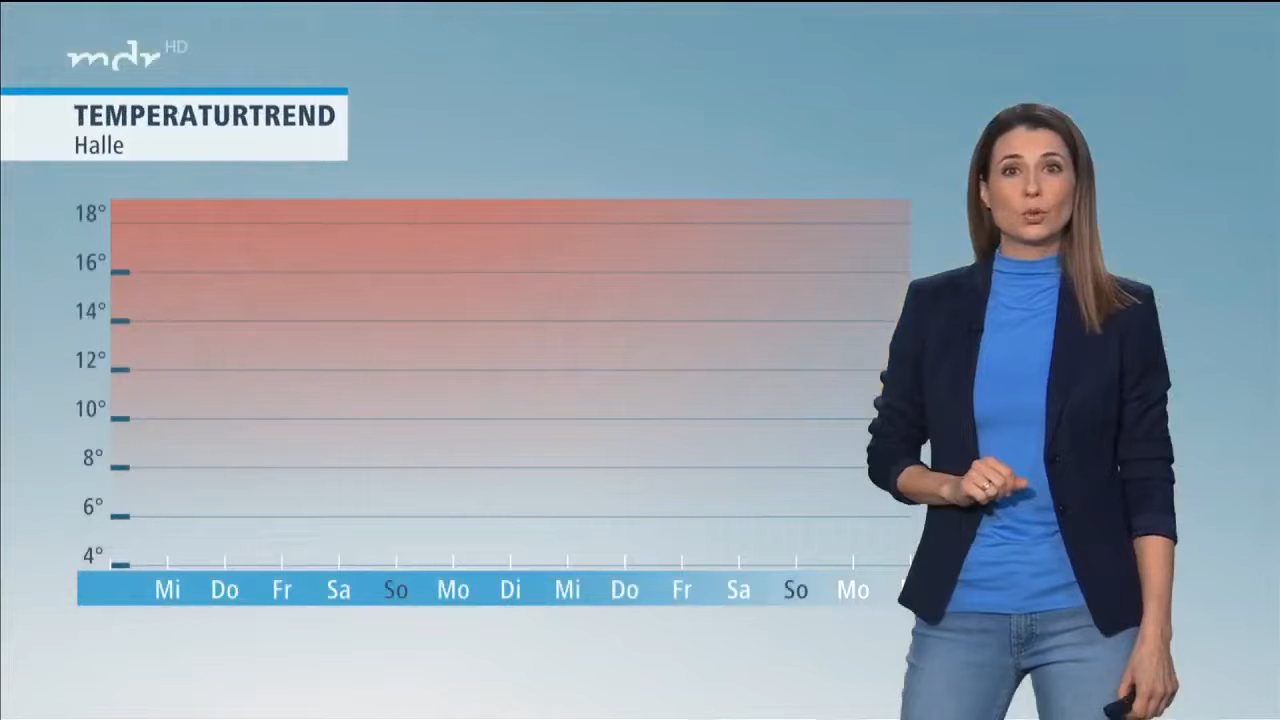 mdr HD
TEMPERATURTREND
Halle
18°
16°
14°
12°
10°
8°
6°
4°
Mi Do Fr Sa So Mo Di Mi Do Fr Sa So Mo